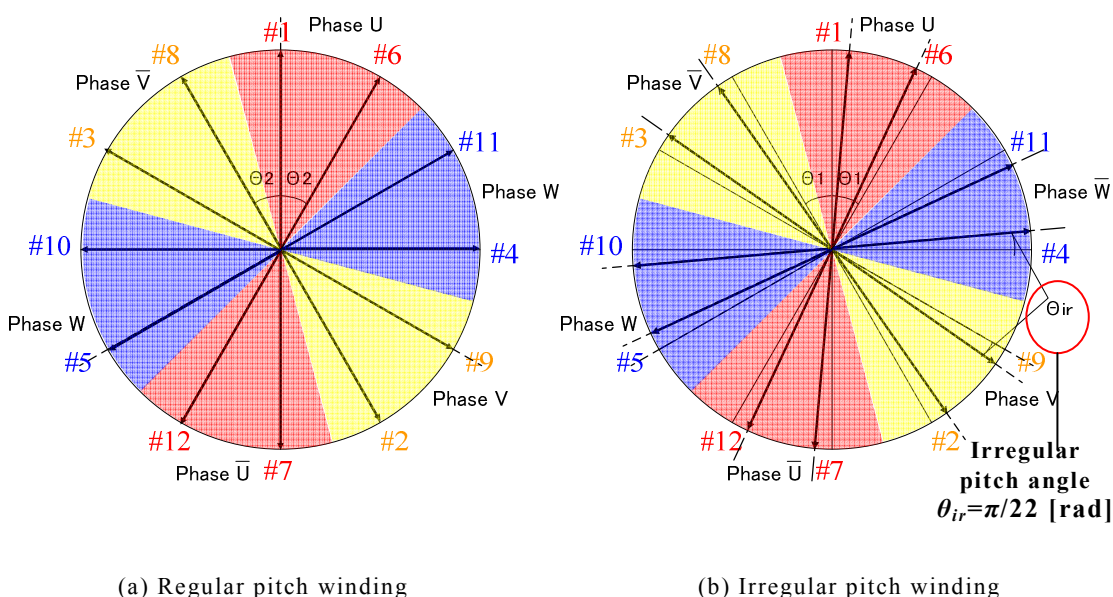 Phase U
#1
#6
#8
Phase V̅
#3
#11
Θ2 Θ2
Phase W
#10
#4
Phase W
#5
#9
Phase V
#12
#2
Phase U̅
#7
(a) Regular pitch winding
Phase U
#1
#6
#8
Phase V̅
#3
#11
Θ1 Θ1
Phase W̅
#10
#4
Θir
Phase W
#5
#9
Phase V
#12
#2
Phase U̅
#7
Irregular
pitch angle
θir=π/22 [rad]
(b) Irregular pitch winding